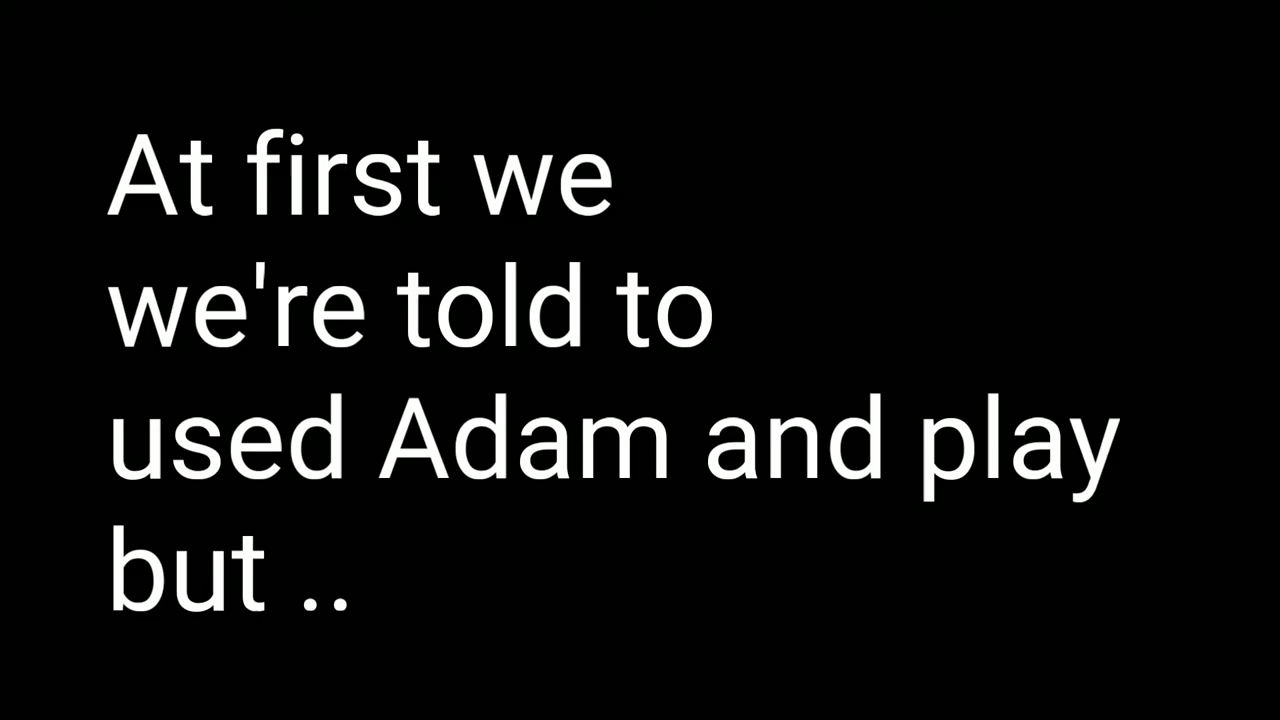 At first we
we're told to
used Adam and play
but ..